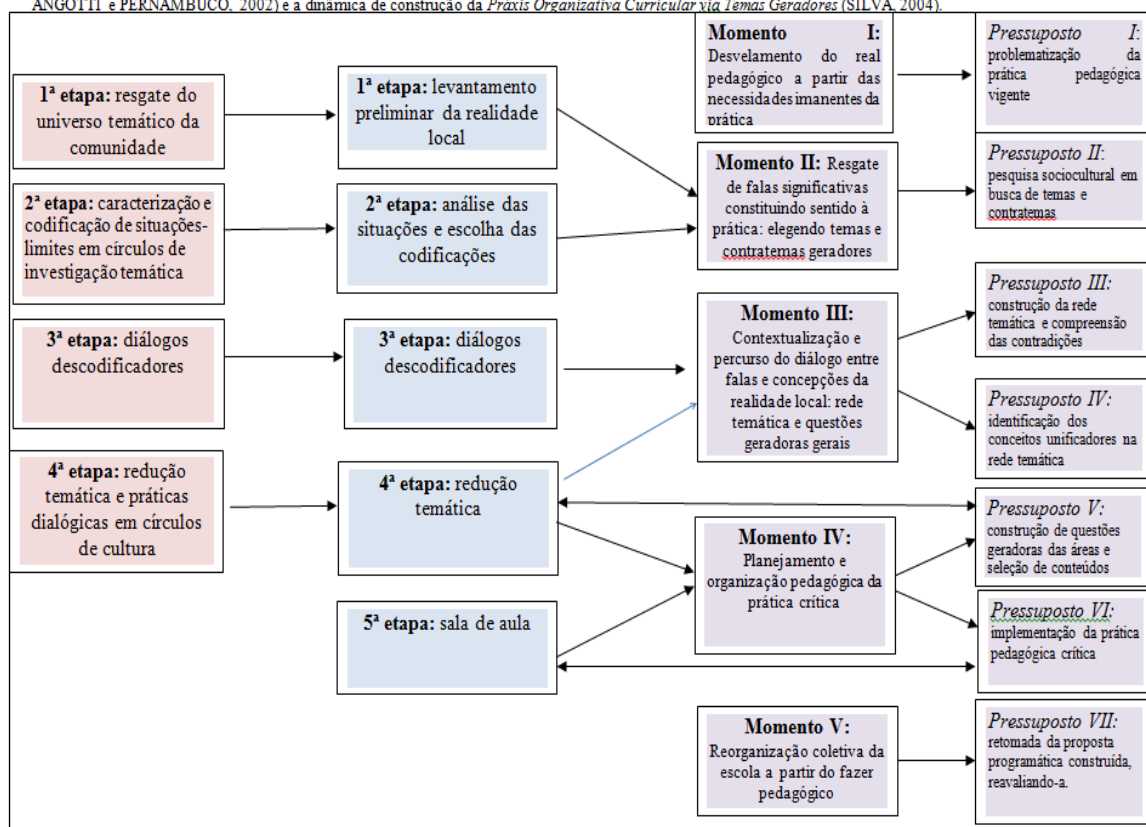 ANGOTTI e PERNAMBUCO, 2002) e a dinâmica de construção da Práxis Organizativa Curricular via Temas Geradores (SILVA, 2004).
1ª etapa: resgate do
universo temático da
comunidade
2ª etapa: caracterização e
codificação de situações-
limites em círculos de
investigação temática
3ª etapa: diálogos
descodificadores
4ª etapa: redução
temática e práticas
dialógicas em círculos
de cultura
1ª etapa: levantamento
preliminar da realidade
local
2ª etapa: análise das
situações e escolha das
codificações
3ª etapa: diálogos
descodificadores
4ª etapa: redução
temática
5ª etapa: sala de aula
Momento I:
Desvelamento do real
pedagógico a partir das
necessidades imanentes da
prática
Momento II: Resgate
de falas significativas
constituindo sentido à
prática: elegendo temas e
contratemas geradores
Momento III:
Contextualização e
percurso do diálogo entre
falas e concepções da
realidade local: rede
temática e questões
geradoras gerais
Momento IV:
Planejamento e
organização pedagógica da
prática crítica
Momento V:
Reorganização coletiva da
escola a partir do fazer
pedagógico
Pressuposto I:
problematização da
prática pedagógica
vigente
Pressuposto II:
pesquisa sociocultural em
busca de temas e
contratemas
Pressuposto III:
construção da rede
temática e compreensão
das contradições
Pressuposto IV:
identificação dos
conceitos unificadores na
rede temática
Pressuposto V:
construção de questões
geradoras das áreas e
seleção de conteúdos
Pressuposto VI:
implementação da prática
pedagógica crítica
Pressuposto VII:
retomada da proposta
programática construída,
reavaliando-a.